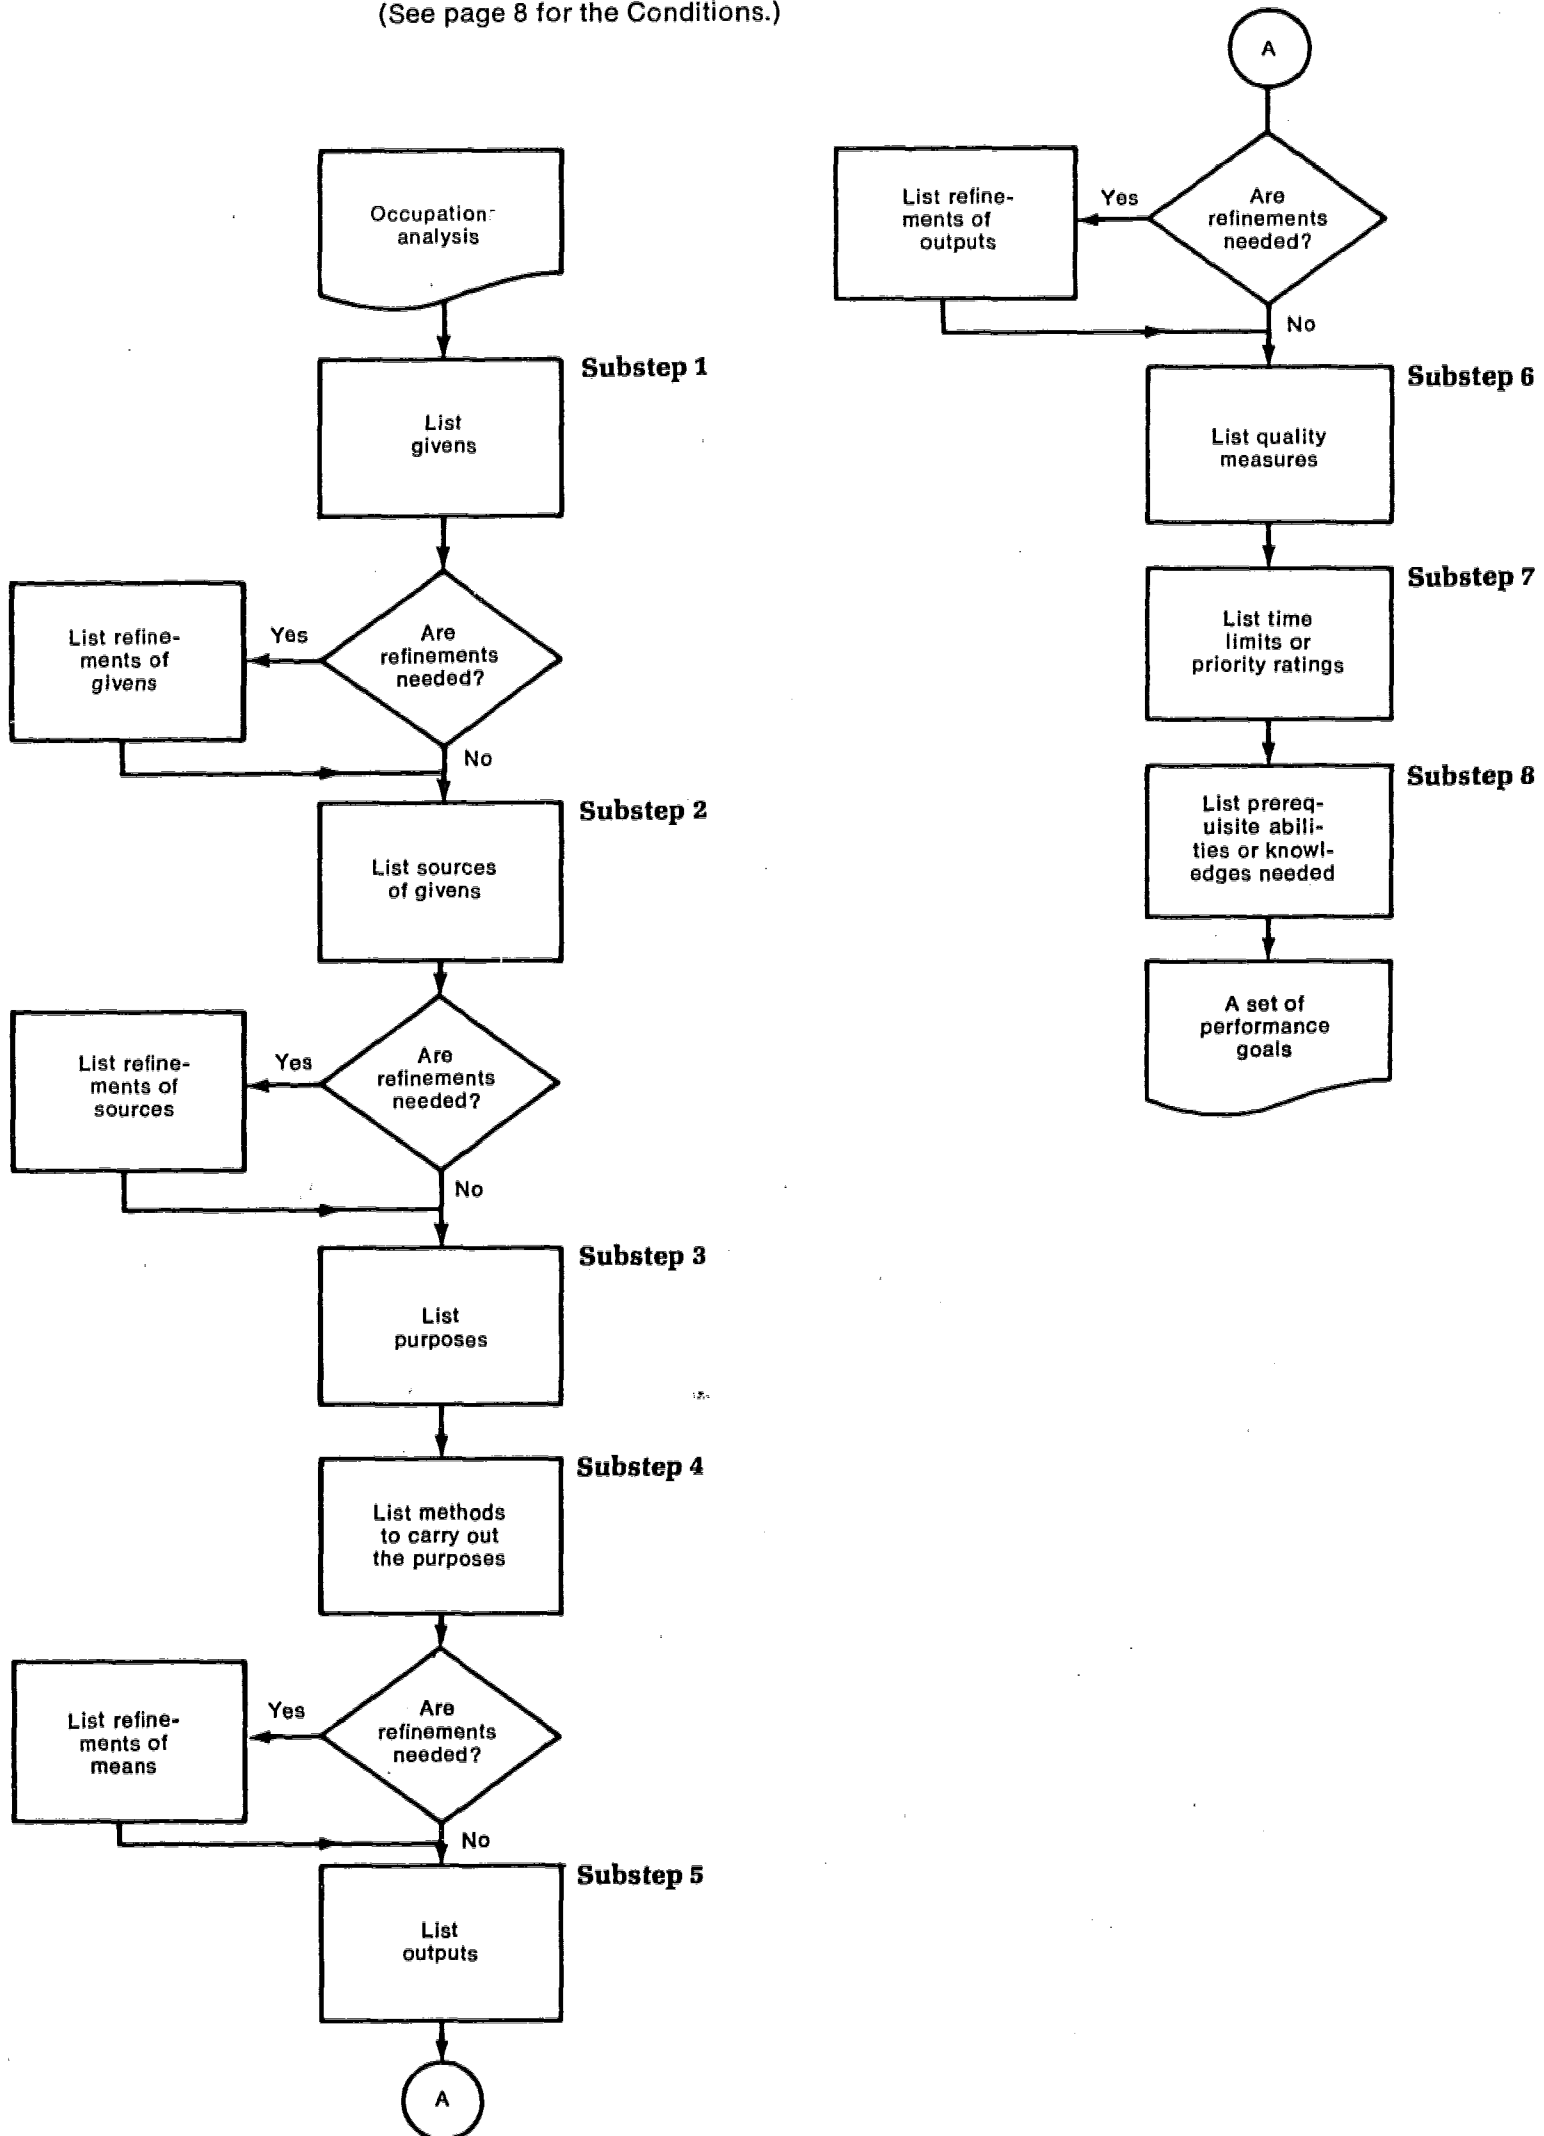 (See page 8 for the Conditions.)
Occupation
analysis
Substep 1
List
givens
Are
refinements
needed?
Yes
List refine-
ments of
givens
No
Substep 2
List sources
of givens
Are
refinements
needed?
Yes
List refine-
ments of
sources
No
Substep 3
List
purposes
Substep 4
List methods
to carry out
the purposes
Are
refinements
needed?
Yes
List refine-
ments of
means
No
Substep 5
List
outputs
A
A
Are
refinements
needed?
Yes
List refine-
ments of
outputs
No
Substep 6
List quality
measures
Substep 7
List time
limits or
priority ratings
Substep 8
List prereq-
uisite abili-
ties or knowl-
edges needed
A set of
performance
goals